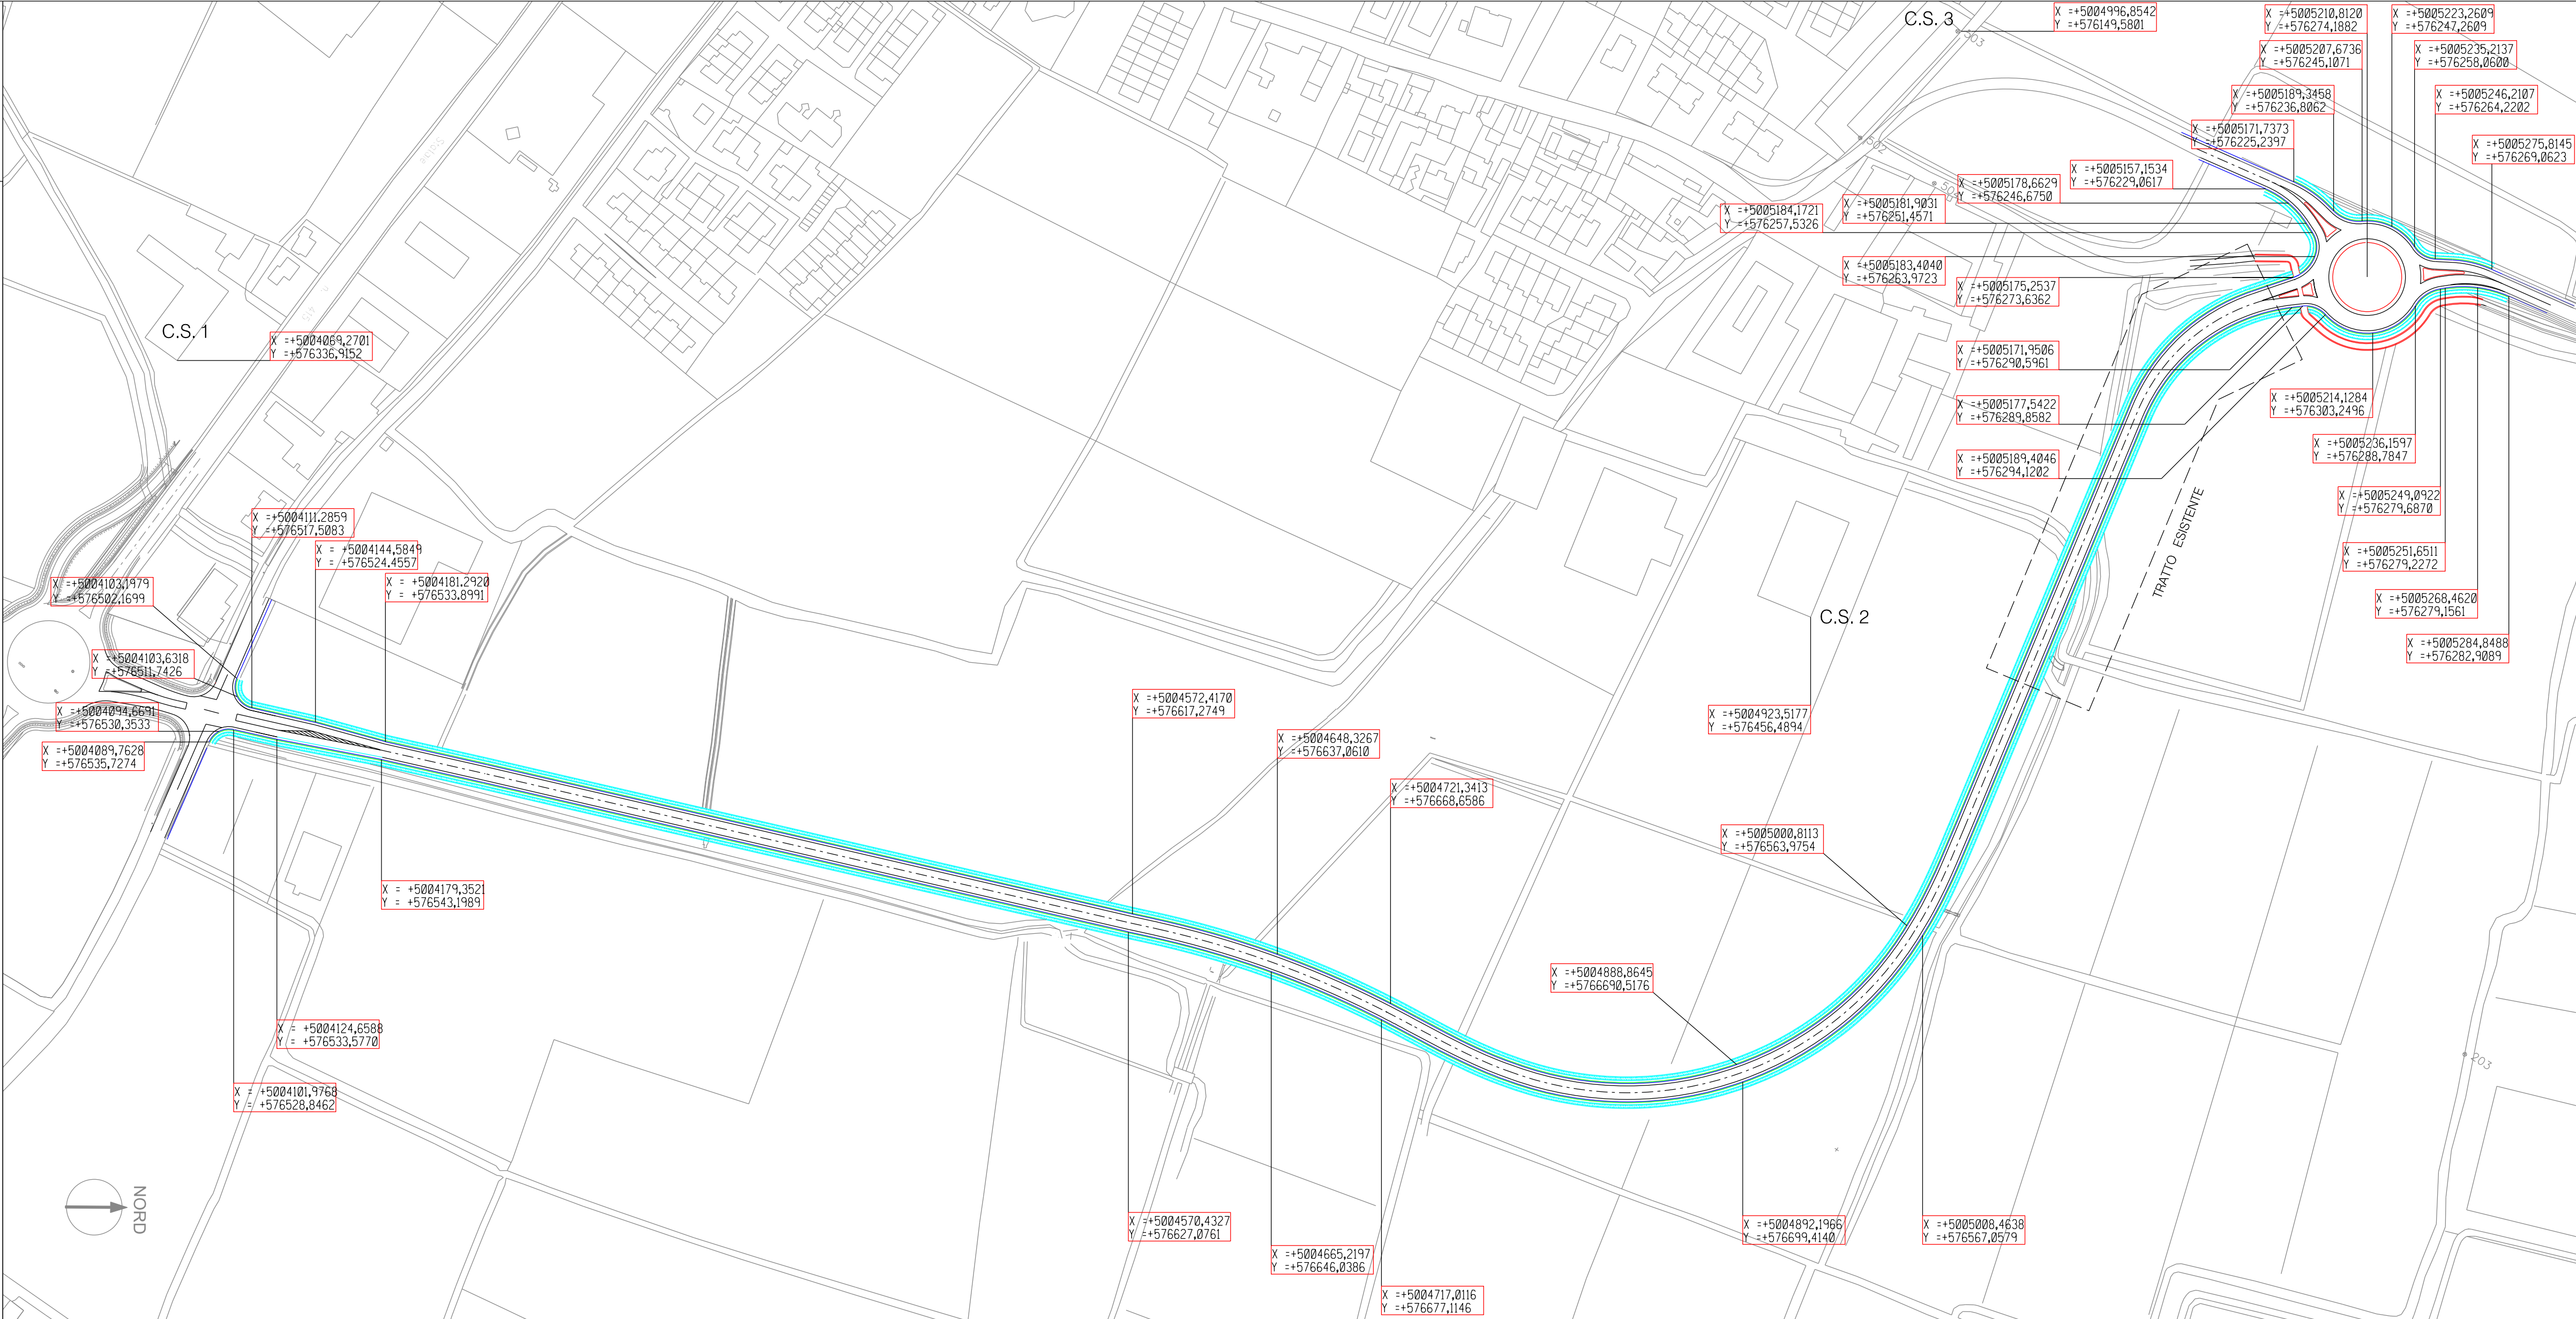 C.S. 3
X =+5004996,8542
Y =+576149,5801
503
X =+5005210,8120
Y =+576274,1882
X =+5005223,2609
Y =+576247,2609
X =+5005207,6736
Y =+576245,1071
X =+5005235,2137
Y =+576258,0600
X =+5005189,3458
Y =+576236,8062
X =+5005246,2107
Y =+576264,2202
X =+5005171,7373
Y =+576225,2397
X =+5005275,8145
Y =+576269,0623
502
X =+5005157,1534
Y =+576229,0617
X =+5005178,6629
Y =+576246,6750
X =+5005181,9031
Y =+576251,4571
X =+5005184,1721
Y =+576257,5326
X =+5005183,4040
Y =+576263,9723
X =+5005175,2537
Y =+576273,6362
C.S. 1
X =+5004069,2701
Y =+576336,9152
X =+5005171,9506
Y =+576290,5961
X =+5005177,5422
Y =+576289,8582
X =+5005214,1284
Y =+576303,2496
X =+5005189,4046
Y =+576294,1202
X =+5005236,1597
Y =+576288,7847
X =+5005249,0922
Y =+576279,6870
TRATTO ESISTENTE
X =+5005251,6511
Y =+576279,2272
X =+5005268,4620
Y =+576279,1561
X =+5005284,8488
Y =+576282,9089
X =+5004111.2859
Y =+576517,5083
X = +5004144,5849
Y = +576524.4557
X = +5004181.2920
Y = +576533.8991
X =+5004103,1979
Y =+576502,1699
C.S. 2
X =+5004103,6318
Y =+576511,7426
X =+5004094,6691
Y =+576530,3533
X =+5004089,7628
Y =+576535,7274
X =+5004572,4170
Y =+576617,2749
X =+5004923,5177
Y =+576456,4894
X =+5004648,3267
Y =+576637,0610
X =+5004721,3413
Y =+576668,6586
X =+5005000,8113
Y =+576563,9754
X = +5004179,3521
Y = +576543,1989
X =+5004888,8645
Y =+5766690,5176
X = +5004124,6588
Y = +576533,5770
203
X = +5004101,9768
Y = +576528,8462
NORD
X =+5004570,4327
Y =+576627,0761
X =+5004892,1966
Y =+576699,4140
X =+5005008,4638
Y =+576567,0579
X =+5004665,2197
Y =+576646,0386
X =+5004717,0116
Y =+576677,1146